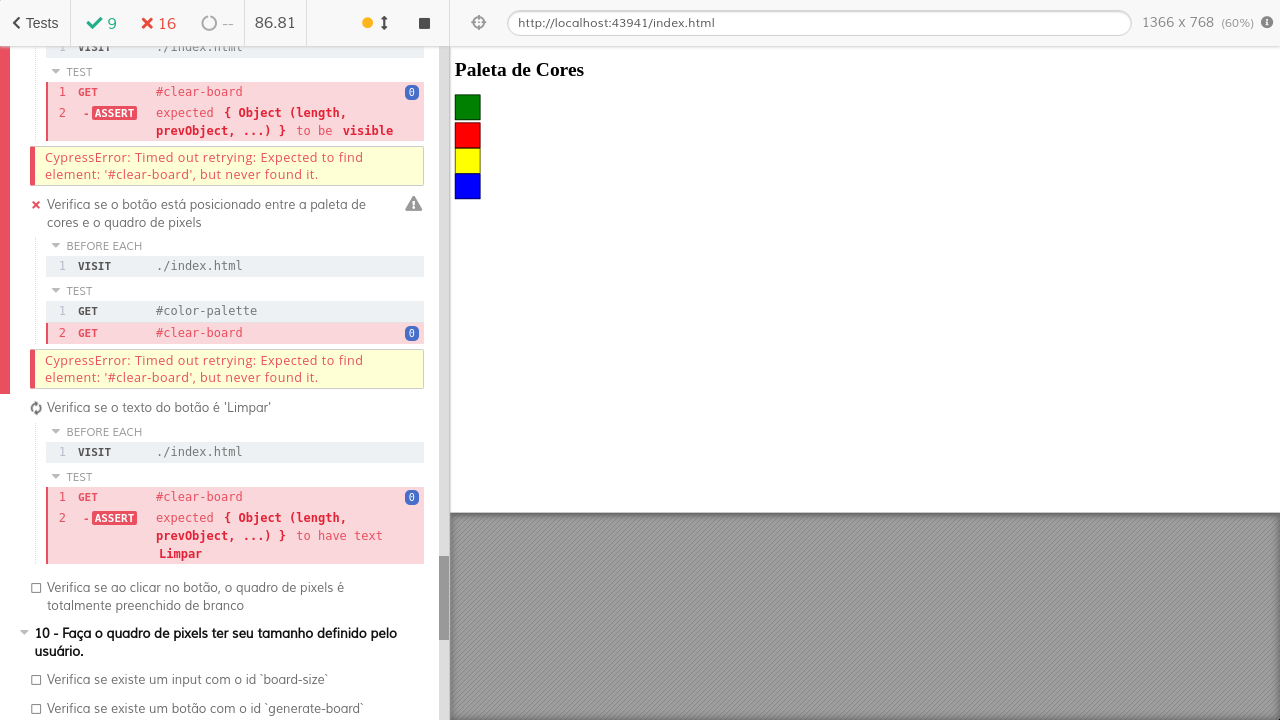 Tests
9
16
--
86.81
http://localhost:43941/index.html
1366 x 768 (60%)
1 VISIT ./index.html
TEST
1 GET #clear-board 0
2 - ASSERT expected { Object (length,
prevObject, ...) } to be visible
CypressError: Timed out retrying: Expected to find
element: '#clear-board', but never found it.
Verifica se o botão está posicionado entre a paleta de
cores e o quadro de pixels
BEFORE EACH
1 VISIT ./index.html
TEST
1 GET #color-palette
2 GET #clear-board 0
CypressError: Timed out retrying: Expected to find
element: '#clear-board', but never found it.
Verifica se o texto do botão é 'Limpar'
BEFORE EACH
1 VISIT ./index.html
TEST
1 GET #clear-board 0
2 - ASSERT expected { Object (length,
prevObject, ...) } to have text
Limpar
Verifica se ao clicar no botão, o quadro de pixels é
totalmente preenchido de branco
10 - Faça o quadro de pixels ter seu tamanho definido pelo
usuário.
Verifica se existe um input com o id `board-size`
Verifica se existe um botão com o id `generate-board`
Paleta de Cores